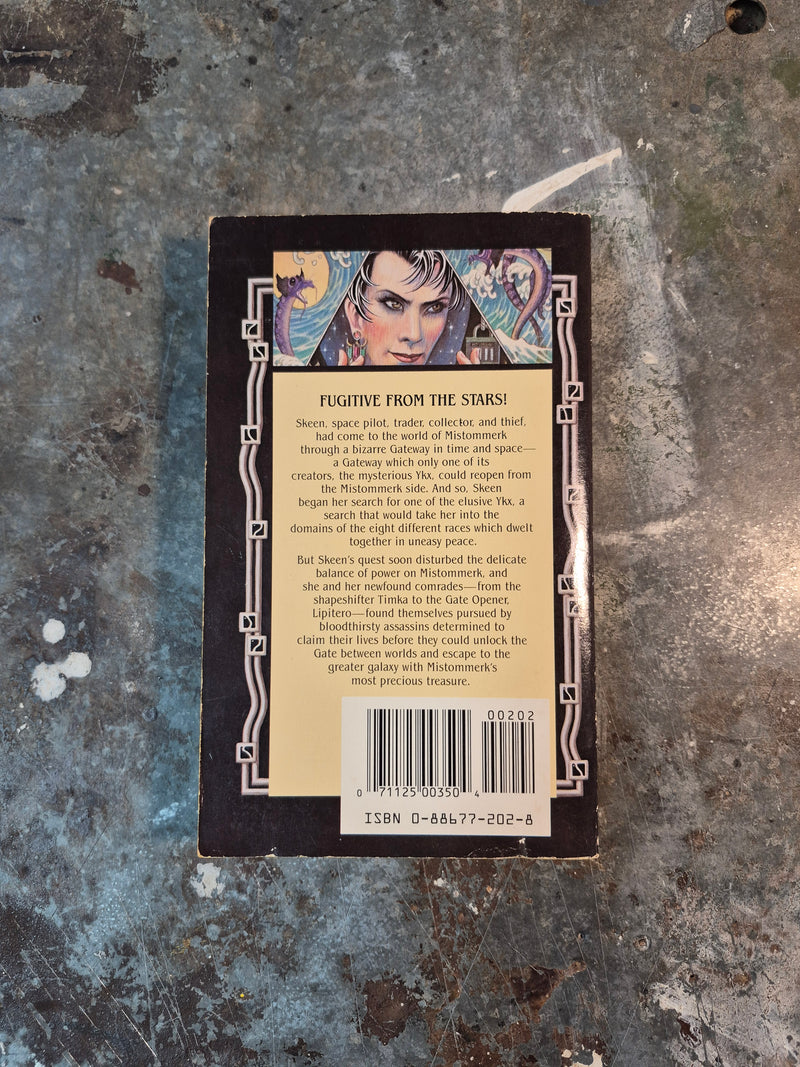 FUGITIVE FROM THE STARS!
Skeen, space pilot, trader, collector, and thief,
had come to the world of Mistommerk
through a bizarre Gateway in time and space—
a Gateway which only one of its
creators, the mysterious Ykx, could reopen from
the Mistommerk side. And so, Skeen
began her search for one of the elusive Ykx, a
search that would take her into the
domains of the eight different races which dwelt
together in uneasy peace.
But Skeen's quest soon disturbed the delicate
balance of power on Mistommerk, and
she and her newfound comrades—from the
shapeshifter Timka to the Gate Opener,
Lipitero—found themselves pursued by
bloodthirsty assassins determined to
claim their lives before they could unlock the
Gate between worlds and escape to the
greater galaxy with Mistommerk's
most precious treasure.
00202
0 71125 00350 4
ISBN 0-88677-202-8